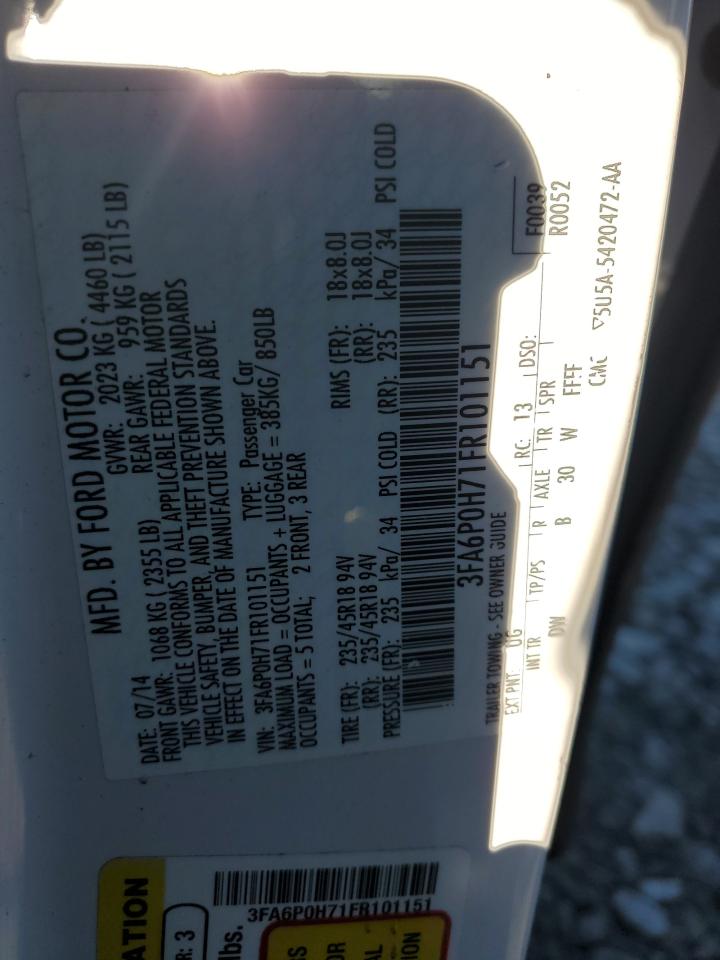 MFD. BY FORD MOTOR CO.
DATE: 07/14 GVWR: 2023 KG ( 4460 LB)
FRONT GAWR: 1068 KG ( 2355 LB) REAR GAWR: 959 KG ( 2115 LB)
THIS VEHICLE CONFORMS TO ALL APPLICABLE FEDERAL MOTOR
VEHICLE SAFETY, BUMPER, AND THEFT PREVENTION STANDARDS
IN EFFECT ON THE DATE OF MANUFACTURE SHOWN ABOVE.
VIN: 3FA6P0H71FR101151 TYPE: Passenger Car
MAXIMUM LOAD = OCCUPANTS + LUGGAGE = 385KG/ 850LB
OCCUPANTS = 5 TOTAL; 2 FRONT, 3 REAR
TIRE (FR): 235/45R18 94V RIMS (FR): 18x8.0J
(RR): 235/45R18 94V (RR): 18x8.0J
PRESSURE (FR): 235 kPa/ 34 PSI COLD (RR): 235 kPa/ 34 PSI COLD
3FA6P0H71FR101151
TRAILER TOWING - SEE OWNER GUIDE
F0039
EXT PNT: UG RC: 13 DSO: R0052
INT TR TP/PS R AXLE TR SPR
DW B 30 W
5U5A-5420472-AA
ATION
R: 3
lbs.
3FA6P0H71FR101151